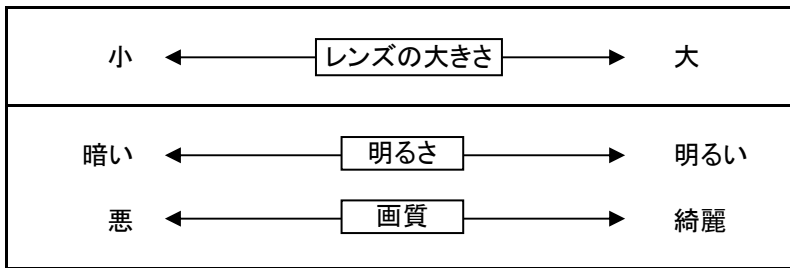 小 レンズの大きさ 大
暗い 明るさ 明るい
悪 画質 綺麗